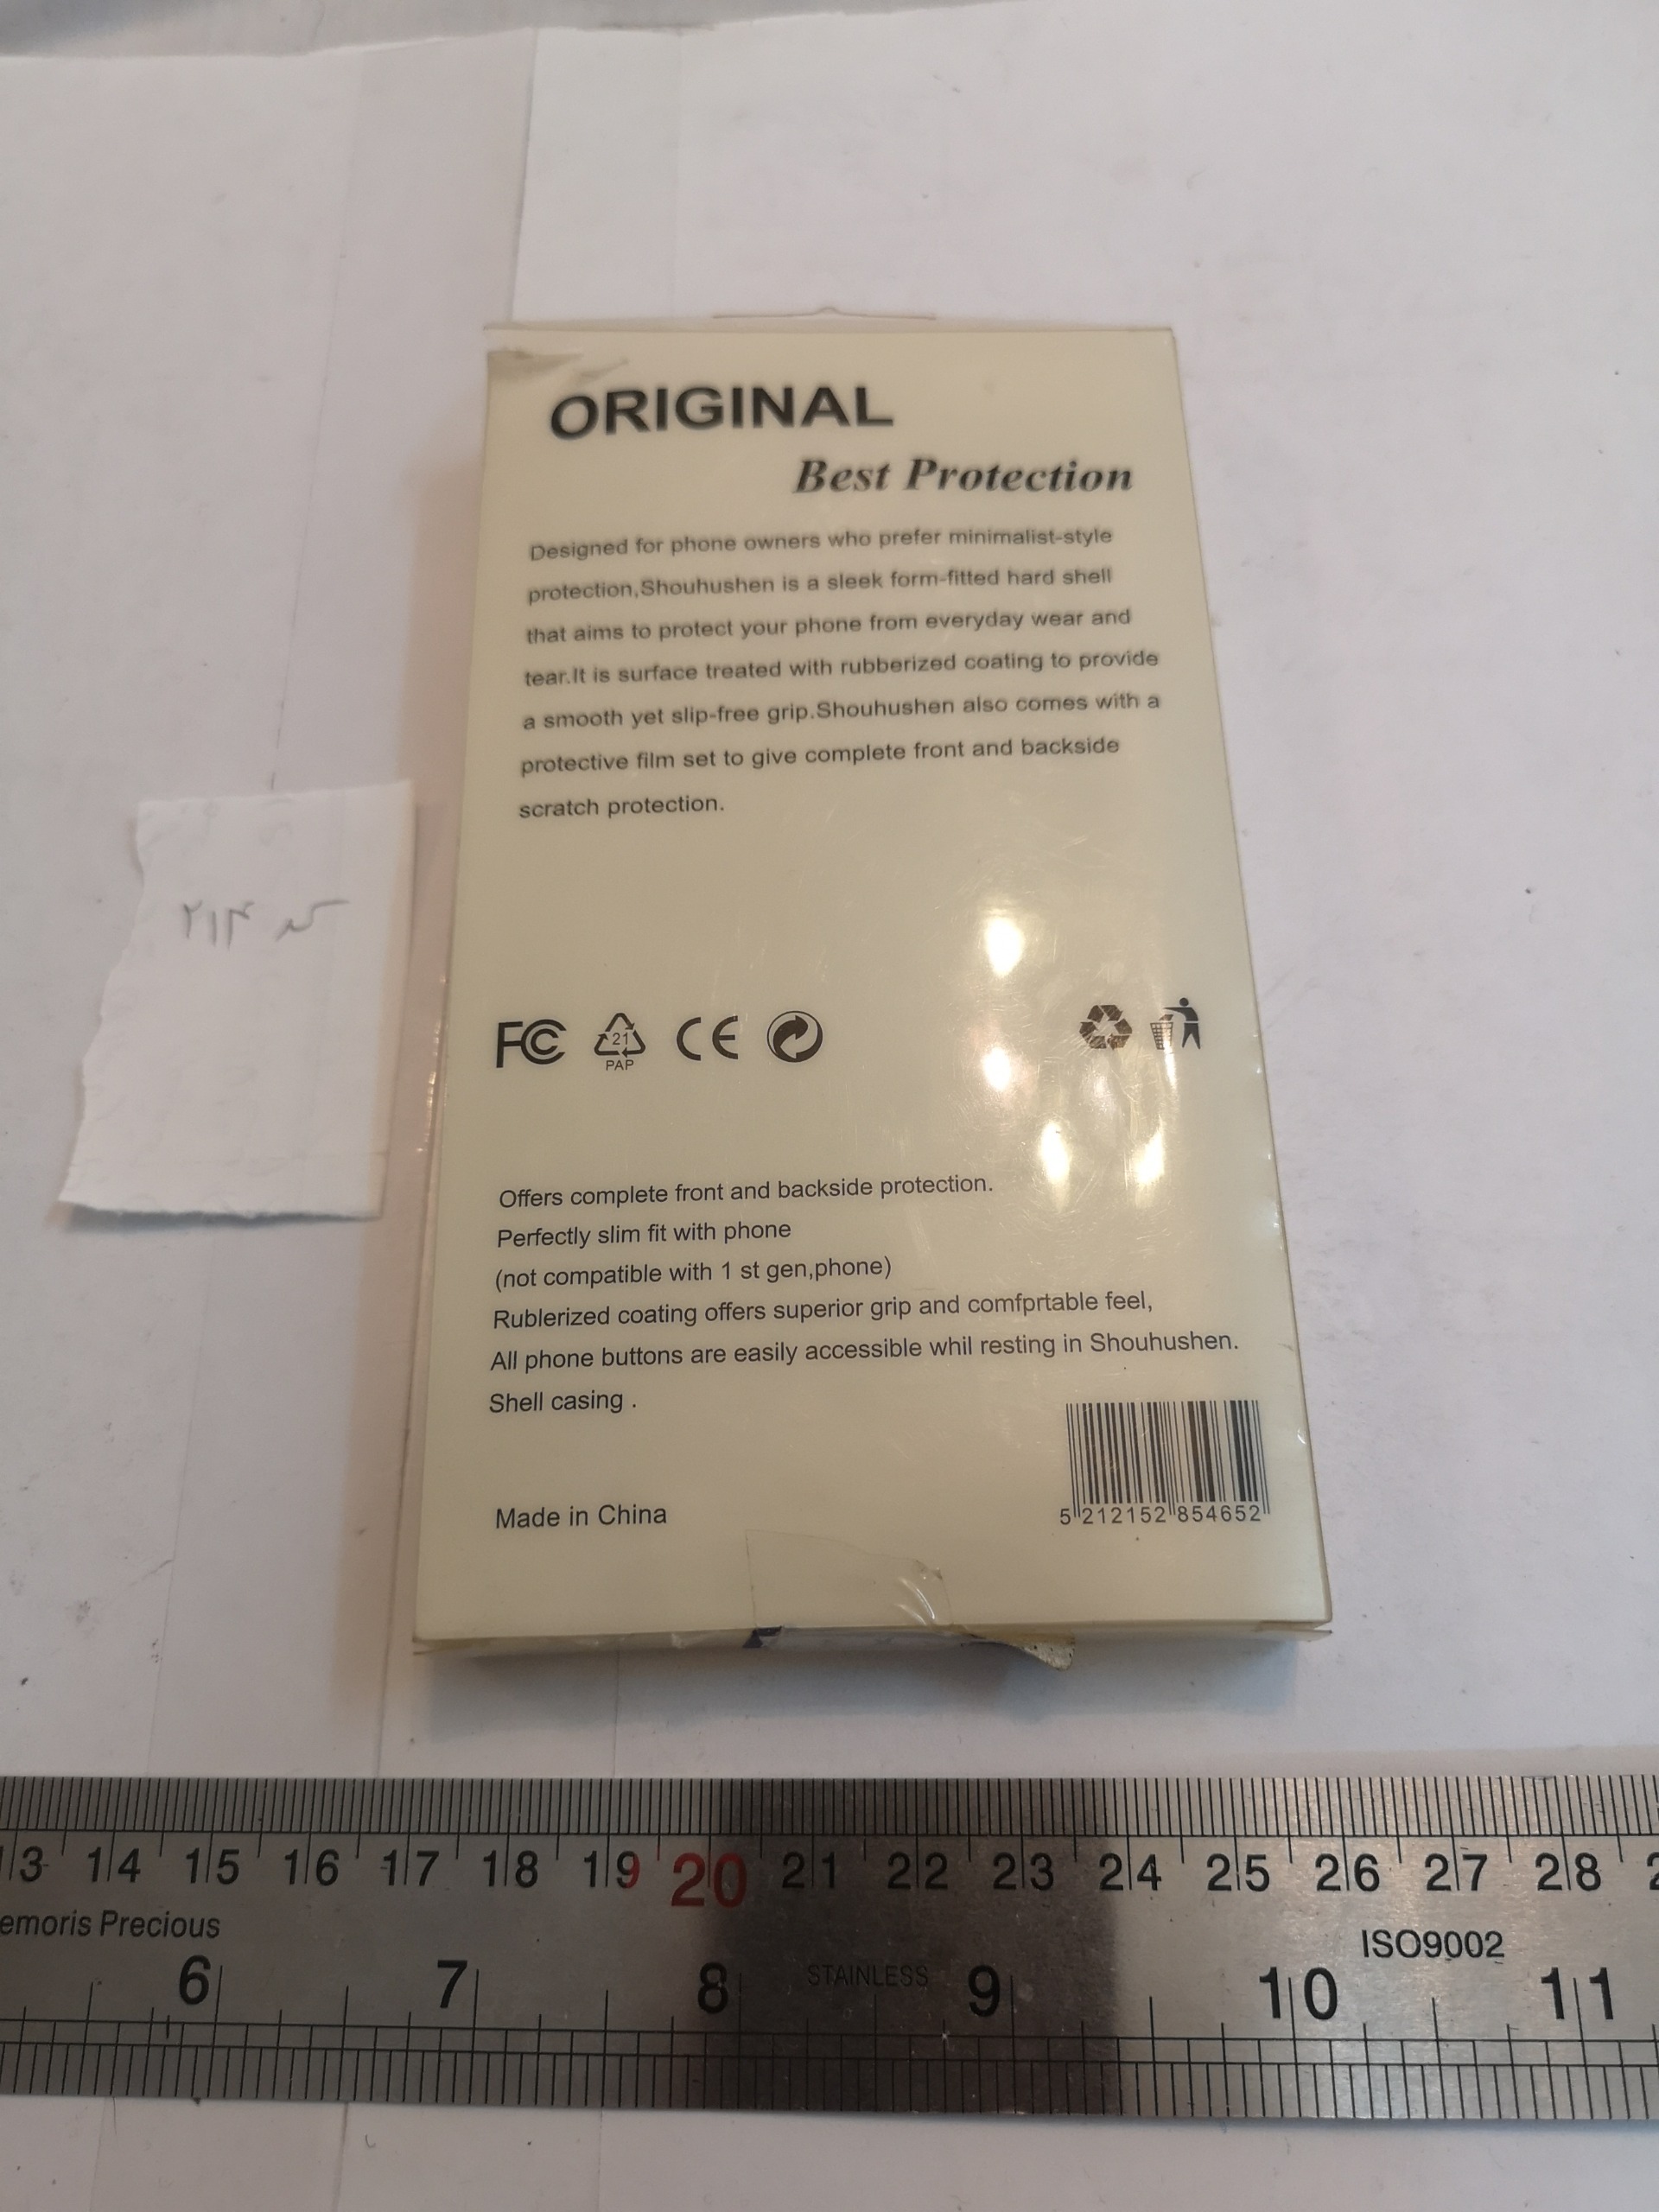 ORIGINAL
Best Protection
Designed for phone owners who prefer minimalist-style
protection,Shouhushen is a sleek form-fitted hard shell
that aims to protect your phone from everyday wear and
tear.It is surface treated with rubberized coating to provide
a smooth yet slip-free grip.Shouhushen also comes with a
protective film set to give complete front and backside
scratch protection.
FC 21 CE
PAP
Offers complete front and backside protection.
Perfectly slim fit with phone
(not compatible with 1 st gen,phone)
Rublerized coating offers superior grip and comfprtable feel,
All phone buttons are easily accessible whil resting in Shouhushen.
Shell casing .
Made in China
5 212152 854652
13 14 15 16 17 18 19 20 21 22 23 24 25 26 27 28
emoris Precious
ISO9002
STAINLESS
6 7 8 9 10 11